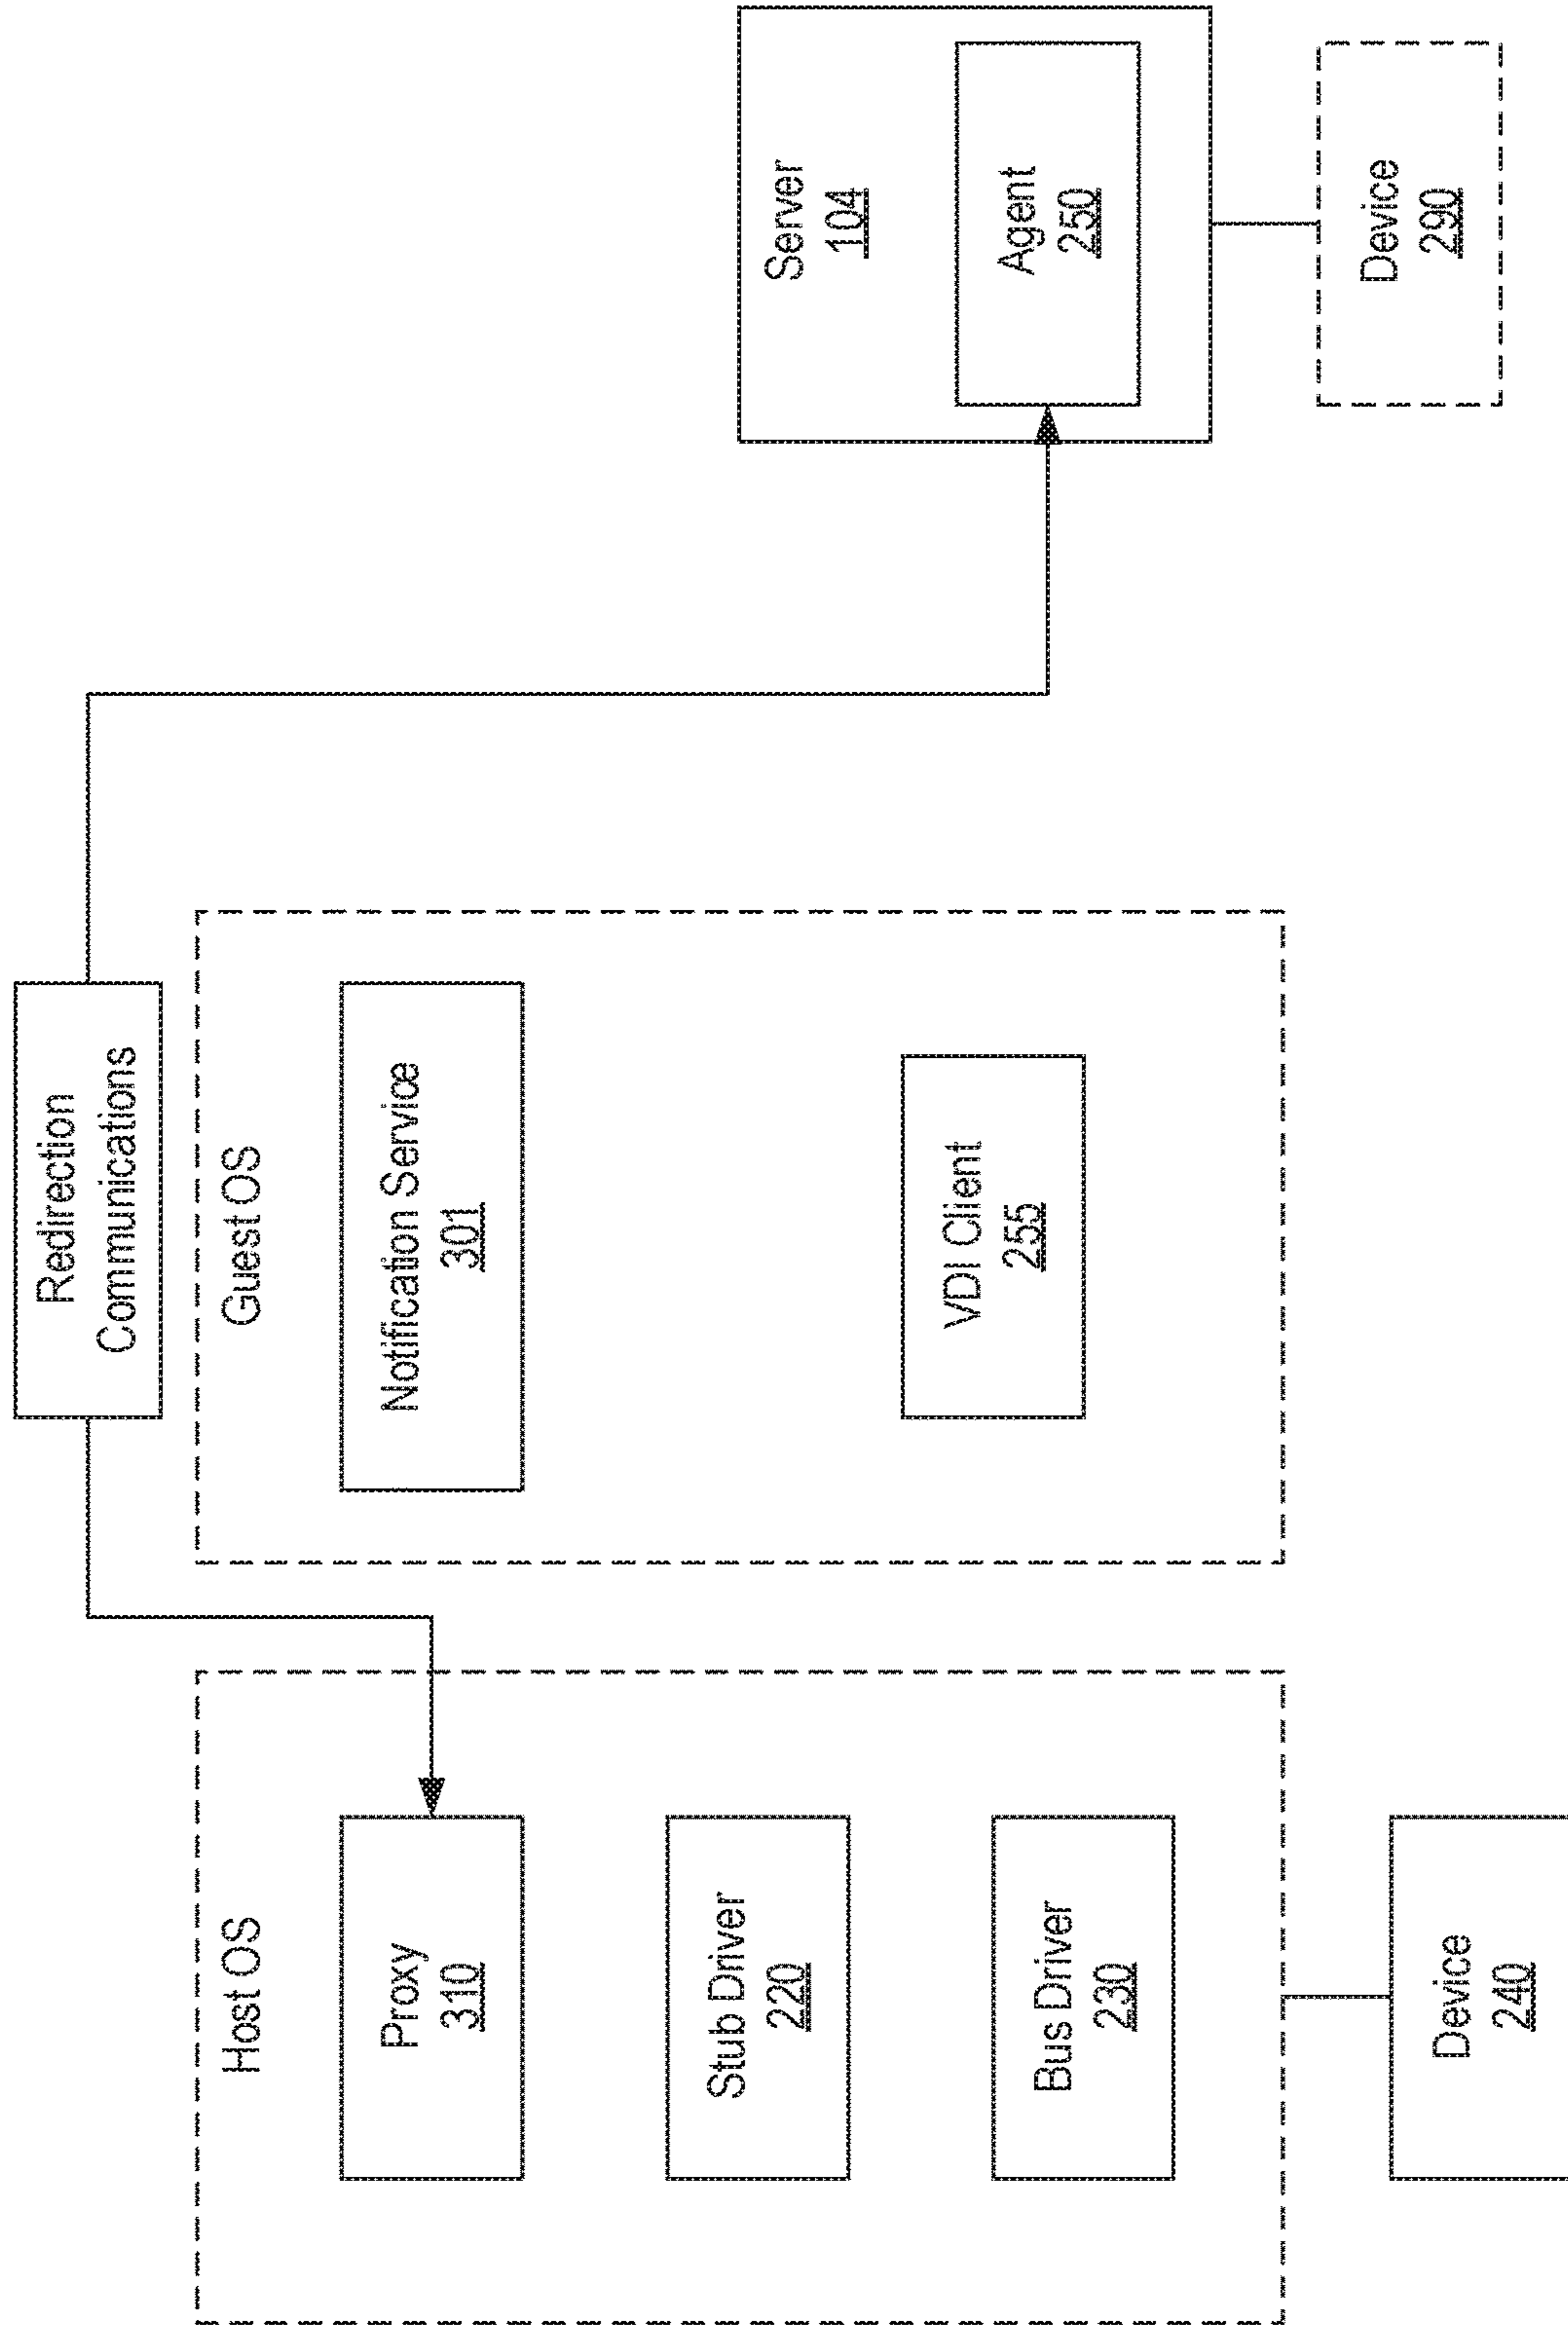 Redirection
Communications
Host OS
Proxy
310
Stub Driver
220
Bus Driver
230
Device
240
Guest OS
Notification Service
301
VDI Client
255
Server
104
Agent
250
Device
290